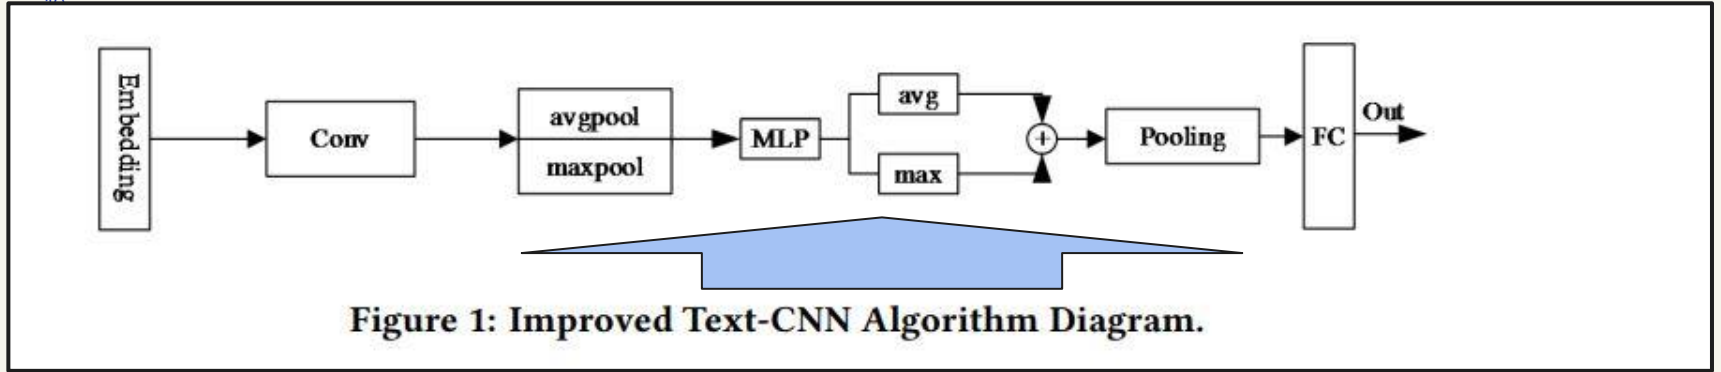 Embedding
Conv
avgpool
maxpool
MLP
avg
max
+
Pooling
FC
Out
Figure 1: Improved Text-CNN Algorithm Diagram.